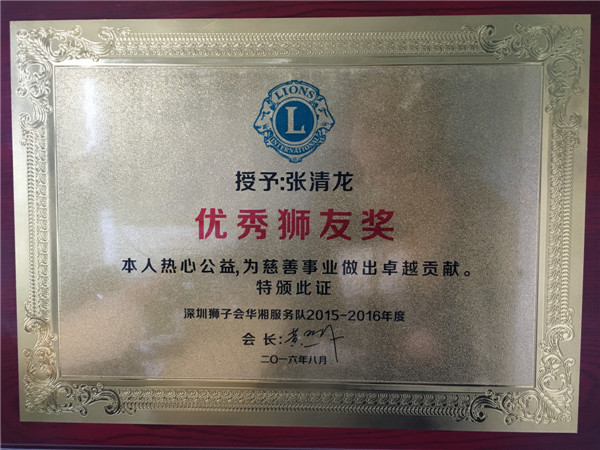 LIONS
L
INTERNATIONAL
授予:张清龙
优秀狮友奖
本人热心公益,为慈善事业做出卓越贡献。
特颁此证
深圳狮子会华湘服务队2015-2016年度
会长:
二〇一六年八月